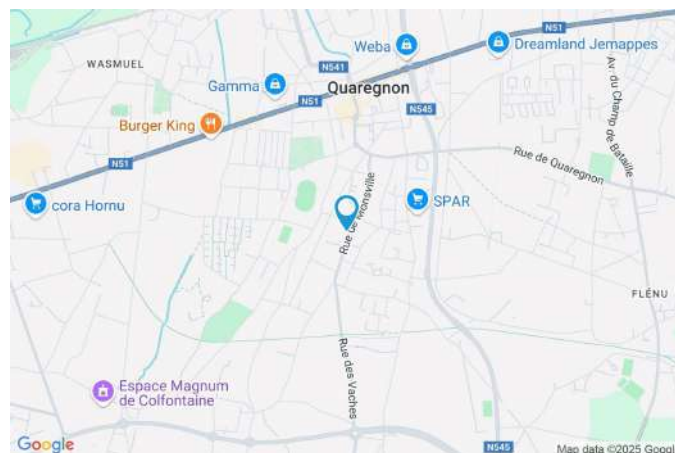 Weba
Dreamland Jemappes
N51
WASMUEL
N541
Gamma
Quaregnon
N51
N545
Av. du Champ de Bataille
Burger King
Rue de Quaregnon
N51
cora Hornu
SPAR
Rue de Monsville
FLÉNU
Rue des Vaches
Espace Magnum
de Colfontaine
Google
N545
Map data ©2025 Google